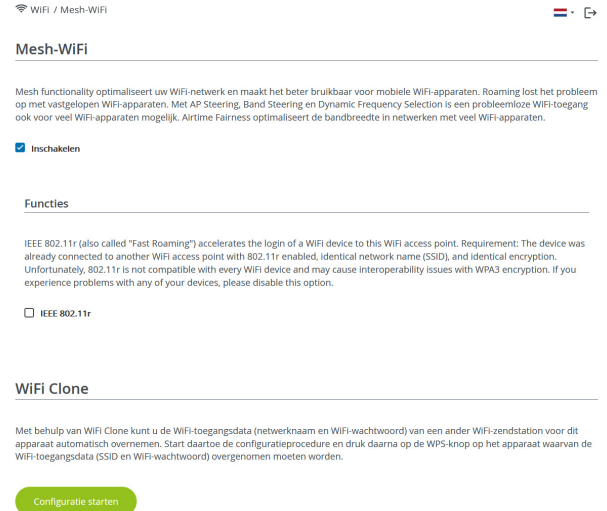 WiFi / Mesh-WiFi
Mesh-WiFi
Mesh functionality optimaliseert uw WiFi-netwerk en maakt het beter bruikbaar voor mobiele WiFi-apparaten. Roaming lost het probleem
op met vastgelopen WiFi-apparaten. Met AP Steering, Band Steering en Dynamic Frequency Selection is een probleemloze WiFi-toegang
ook voor veel WiFi-apparaten mogelijk. Airtime Fairness optimaliseert de bandbreedte in netwerken met veel WiFi-apparaten.
Inschakelen
Functies
IEEE 802.11r (also called "Fast Roaming") accelerates the login of a WiFi device to this WiFi access point. Requirement: The device was
already connected to another WiFi access point with 802.11r enabled, identical network name (SSID), and identical encryption.
Unfortunately, 802.11r is not compatible with every WiFi device and may cause interoperability issues with WPA3 encryption. If you
experience problems with any of your devices, please disable this option.
IEEE 802.11r
WiFi Clone
Met behulp van WiFi Clone kunt u de WiFi-toegangsdata (netwerknaam en WiFi-wachtwoord) van een ander WiFi-zendstation voor dit
apparaat automatisch overnemen. Start daartoe de configuratieprocedure en druk daarna op de WPS-knop op het apparaat waarvan de
WiFi-toegangsdata (SSID en WiFi-wachtwoord) overgenomen moeten worden.
Configuratie starten